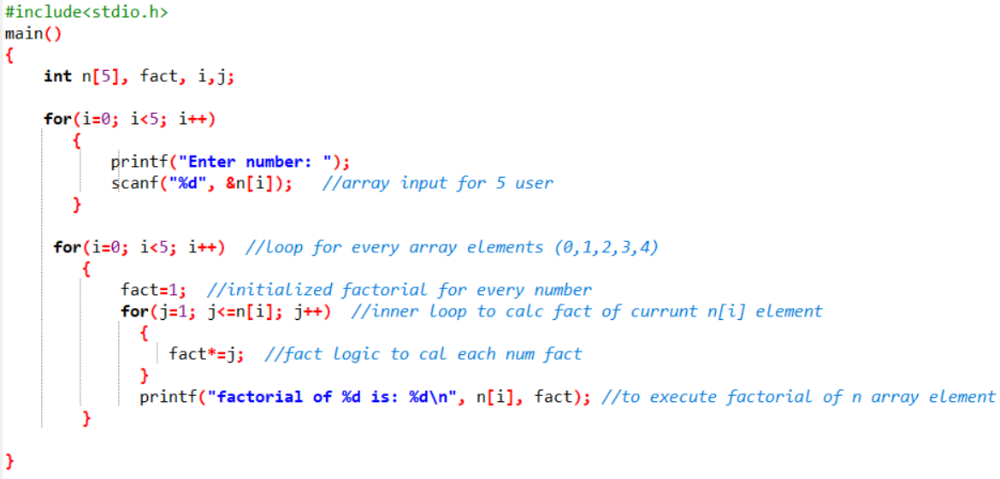 #include<stdio.h>
main()
{
int n[5], fact, i,j;
for(i=0; i<5; i++)
{
printf("Enter number: ");
scanf("%d", &n[i]); //array input for 5 user
}
for(i=0; i<5; i++) //loop for every array elements (0,1,2,3,4)
{
fact=1; //initialized factorial for every number
for(j=1; j<=n[i]; j++) //inner loop to calc fact of currunt n[i] element
{
fact*=j; //fact logic to cal each num fact
}
printf("factorial of %d is: %d\n", n[i], fact); //to execute factorial of n array element
}
}